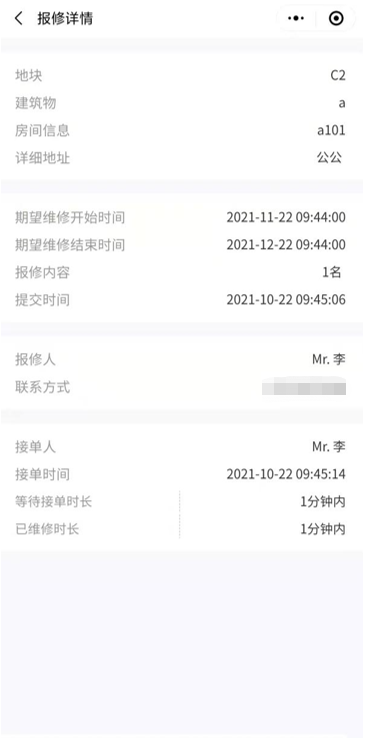 报修详情
地块 C2
建筑物 a
房间信息 a101
详细地址 公公
期望维修开始时间 2021-11-22 09:44:00
期望维修结束时间 2021-12-22 09:44:00
报修内容 1名
提交时间 2021-10-22 09:45:06
报修人 Mr. 李
联系方式
接单人 Mr. 李
接单时间 2021-10-22 09:45:14
等待接单时长 1分钟内
已维修时长 1分钟内